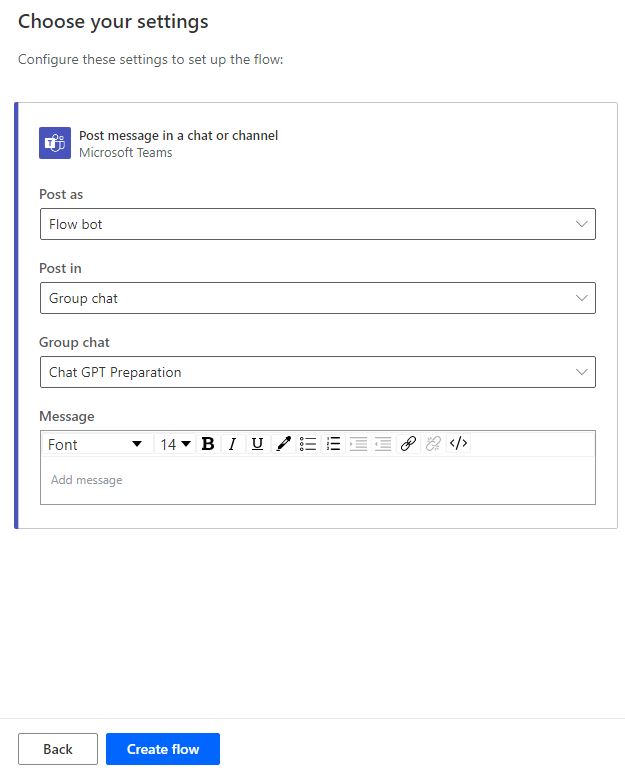 Choose your settings
Configure these settings to set up the flow:
Post message in a chat or channel
Microsoft Teams
Post as
Flow bot
Post in
Group chat
Group chat
Chat GPT Preparation
Message
Font 14 B I U </>
Add message
Back Create flow